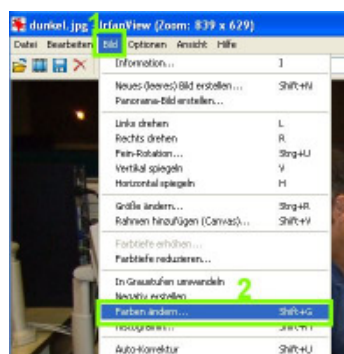 dunkel.jpg - IrfanView (Zoom: 839 x 629)
1
Datei Bearbeiten Bild Optionen Ansicht Hilfe
Information... I
Neues (leeres) Bild erstellen... Shift+N
Panorama-Bild erstellen...
Links drehen L
Rechts drehen R
Fein-Rotation... Strg+U
Vertikal spiegeln V
Horizontal spiegeln H
Größe ändern... Strg+R
Rahmen hinzufügen (Canvas)... Shift+V
Farbtiefe erhöhen...
Farbtiefe reduzieren...
In Graustufen umwandeln
Negativ erstellen
2
Farben ändern... Shift+G
Histogramm... Shift+H
Auto-Korrektur Shift+U